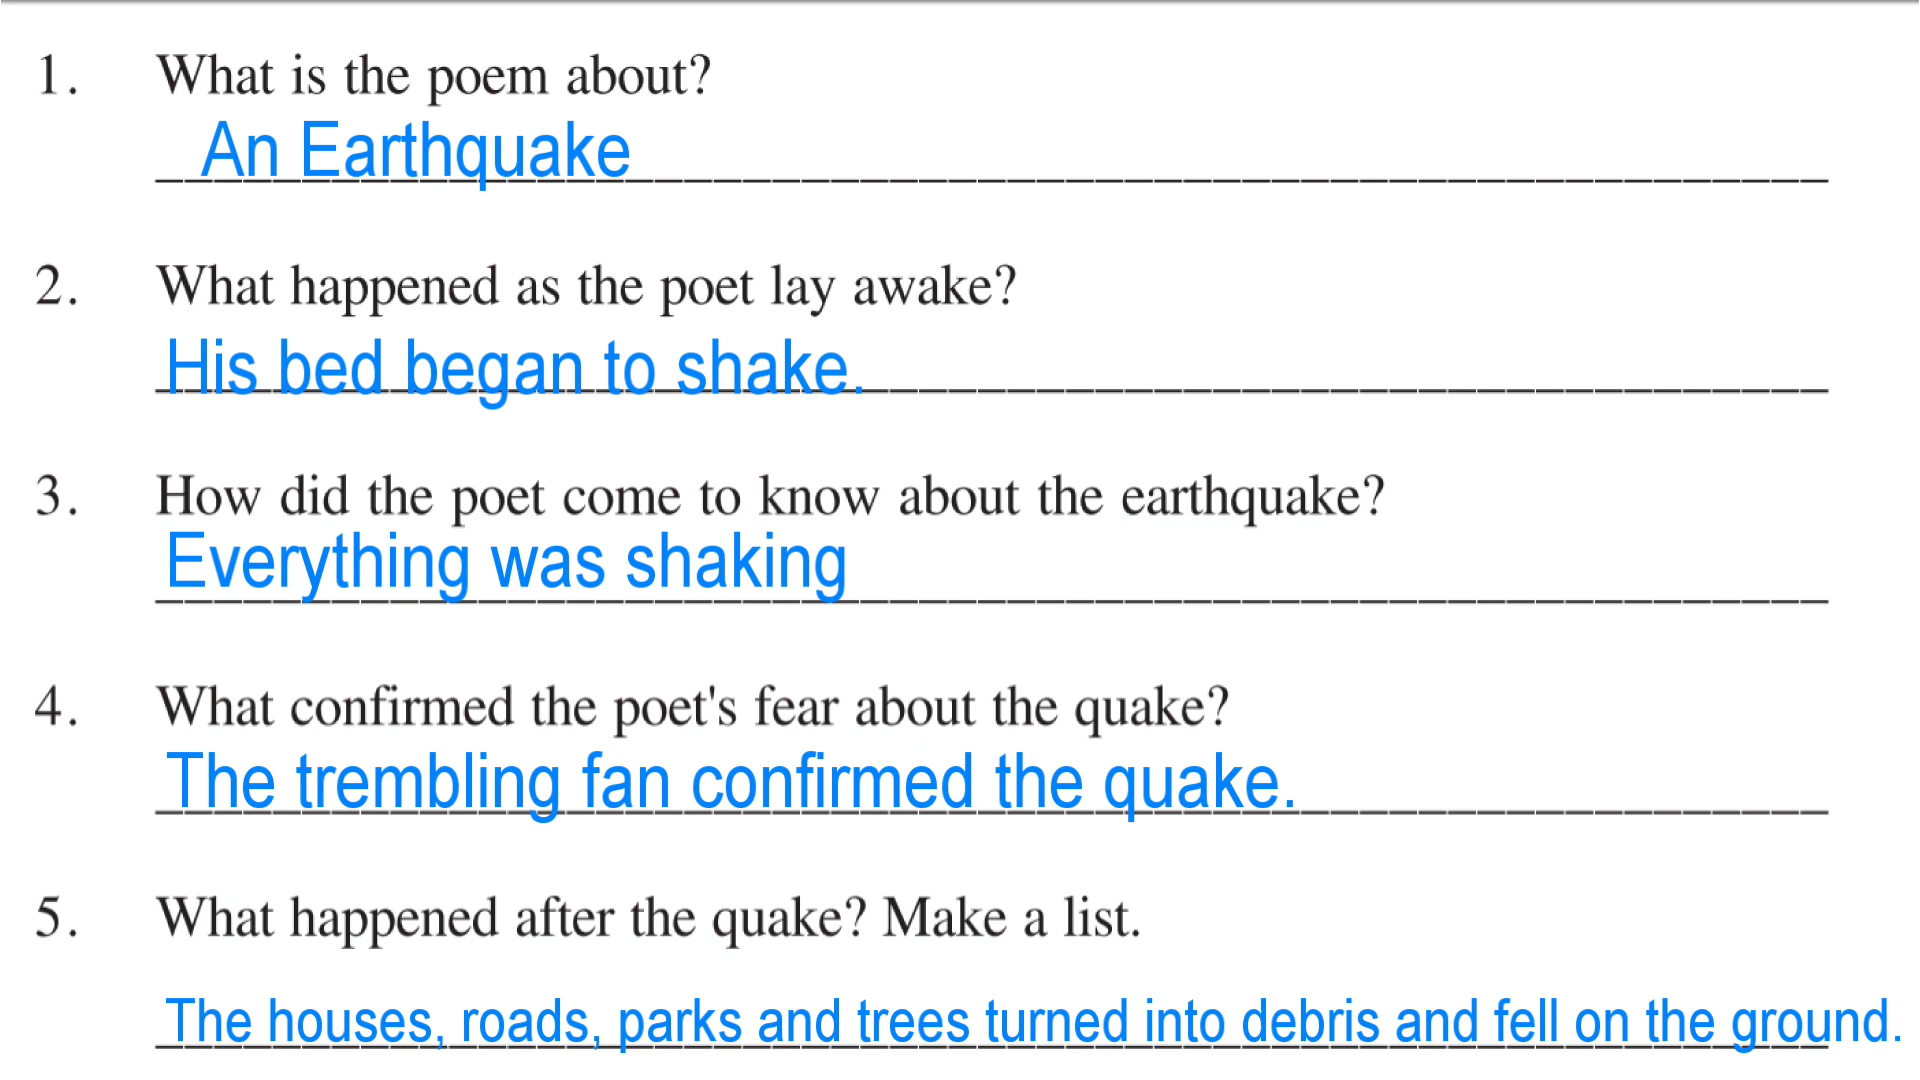 1. What is the poem about?
An Earthquake
2. What happened as the poet lay awake?
His bed began to shake.
3. How did the poet come to know about the earthquake?
Everything was shaking
4. What confirmed the poet's fear about the quake?
The trembling fan confirmed the quake.
5. What happened after the quake? Make a list.
The houses, roads, parks and trees turned into debris and fell on the ground.